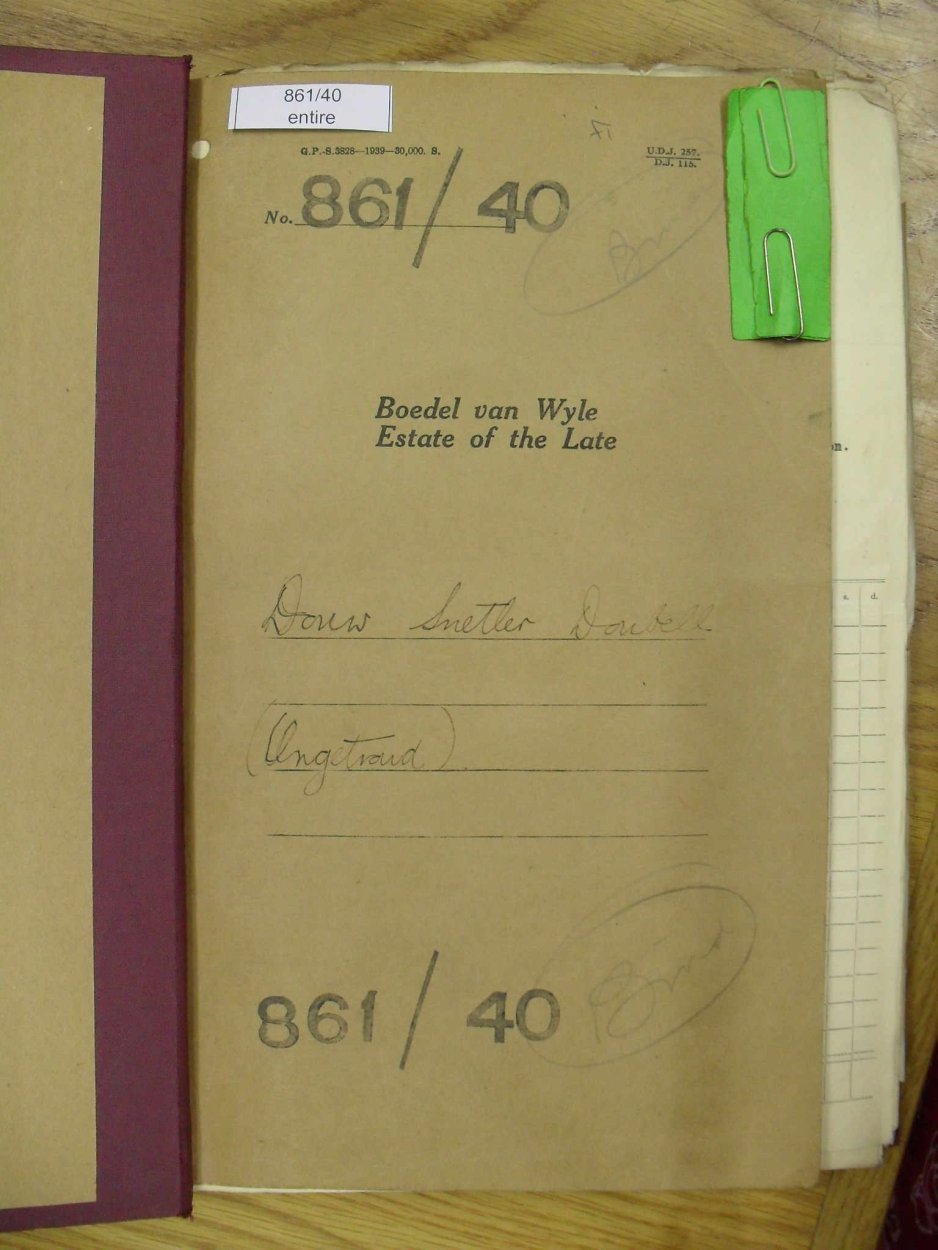 861/40
entire
G.P.-S.3828—1939—30,000. S.
U.D.J. 257.
D.J. 115.
No. 861/40
Boedel van Wyle
Estate of the Late
Douw Snetler Doubell
(Ongetroud)
861/40
n.
s. d.